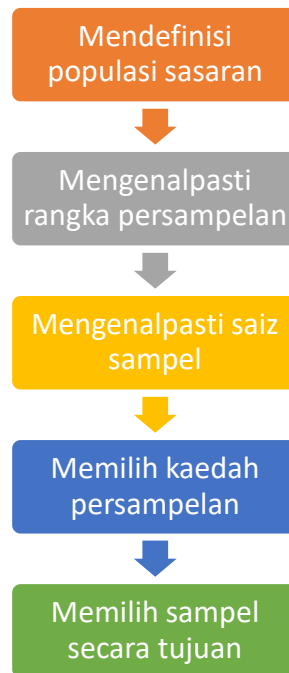 Mendefinisi
populasi sasaran
Mengenalpasti
rangka persampelan
Mengenalpasti saiz
sampel
Memilih kaedah
persampelan
Memilih sampel
secara tujuan